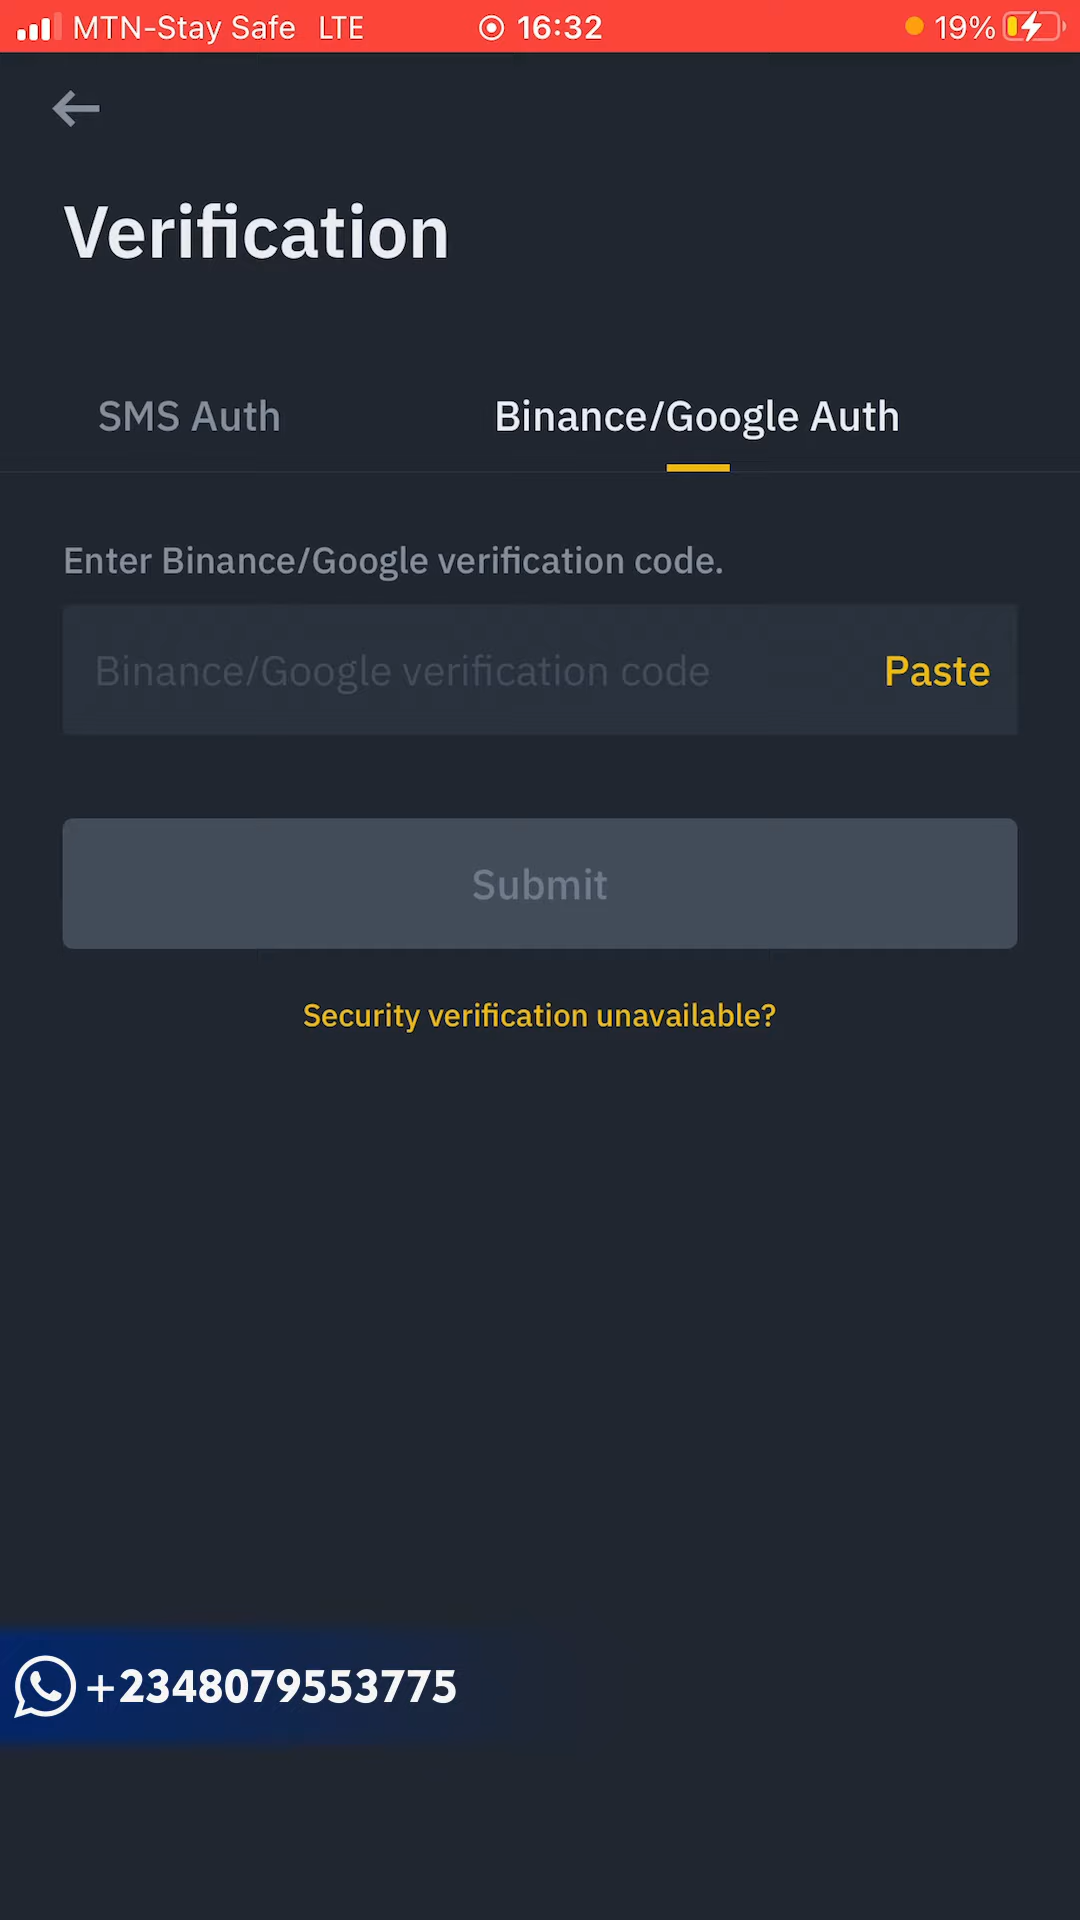 MTN-Stay Safe LTE 16:32 19%
Verification
SMS Auth Binance/Google Auth
Enter Binance/Google verification code.
Binance/Google verification code Paste
Submit
Security verification unavailable?
+2348079553775